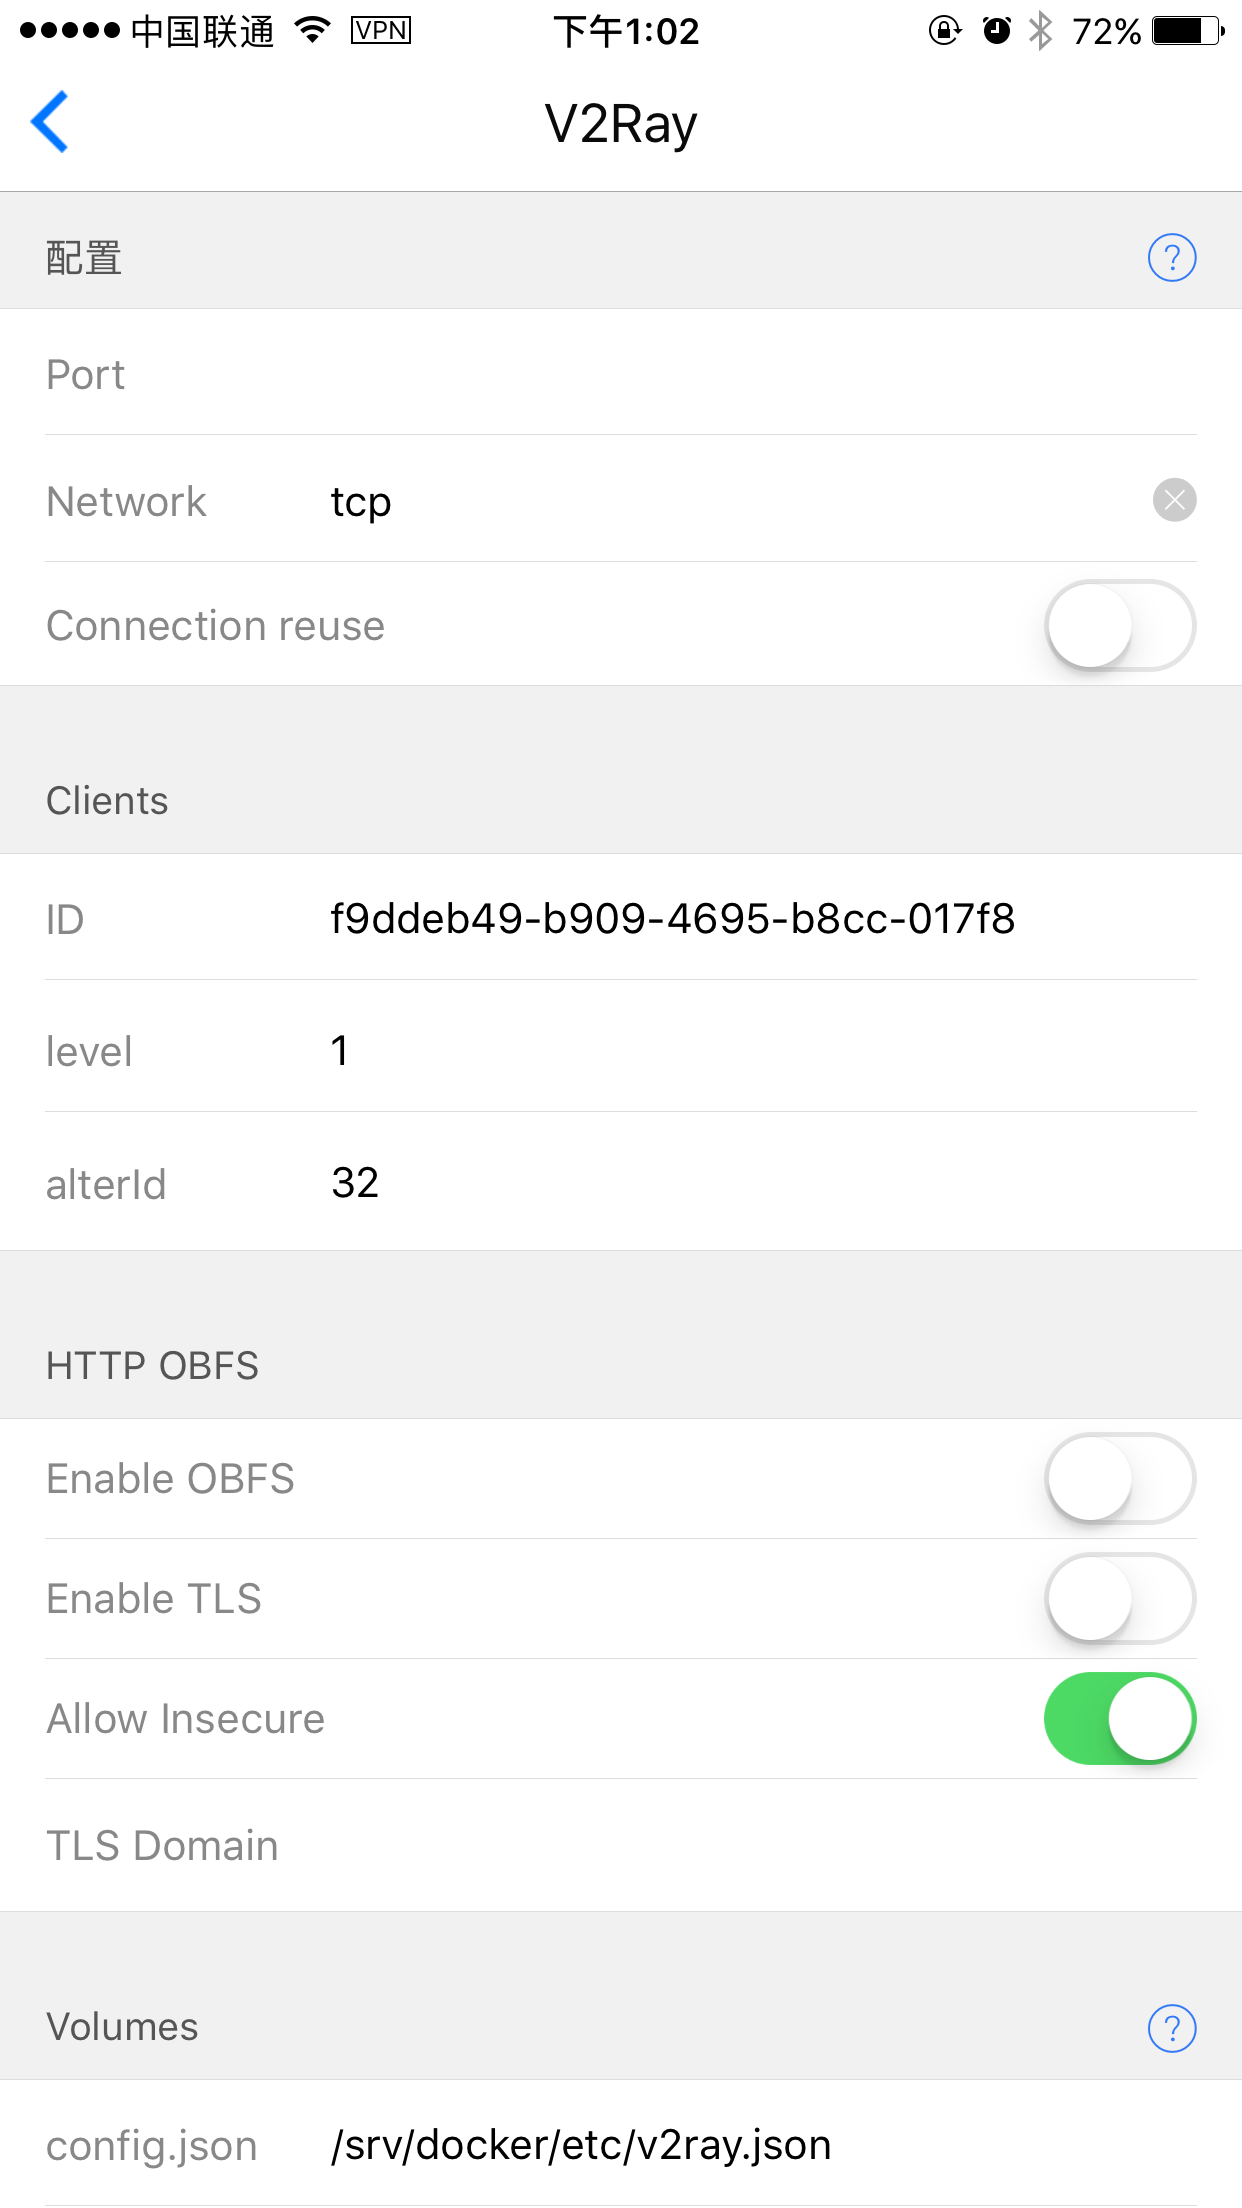 中国联通 VPN 下午1:02 72%
V2Ray
配置 ?
Port
Network tcp
Connection reuse
Clients
ID f9ddeb49-b909-4695-b8cc-017f8
level 1
alterId 32
HTTP OBFS
Enable OBFS
Enable TLS
Allow Insecure
TLS Domain
Volumes ?
config.json /srv/docker/etc/v2ray.json